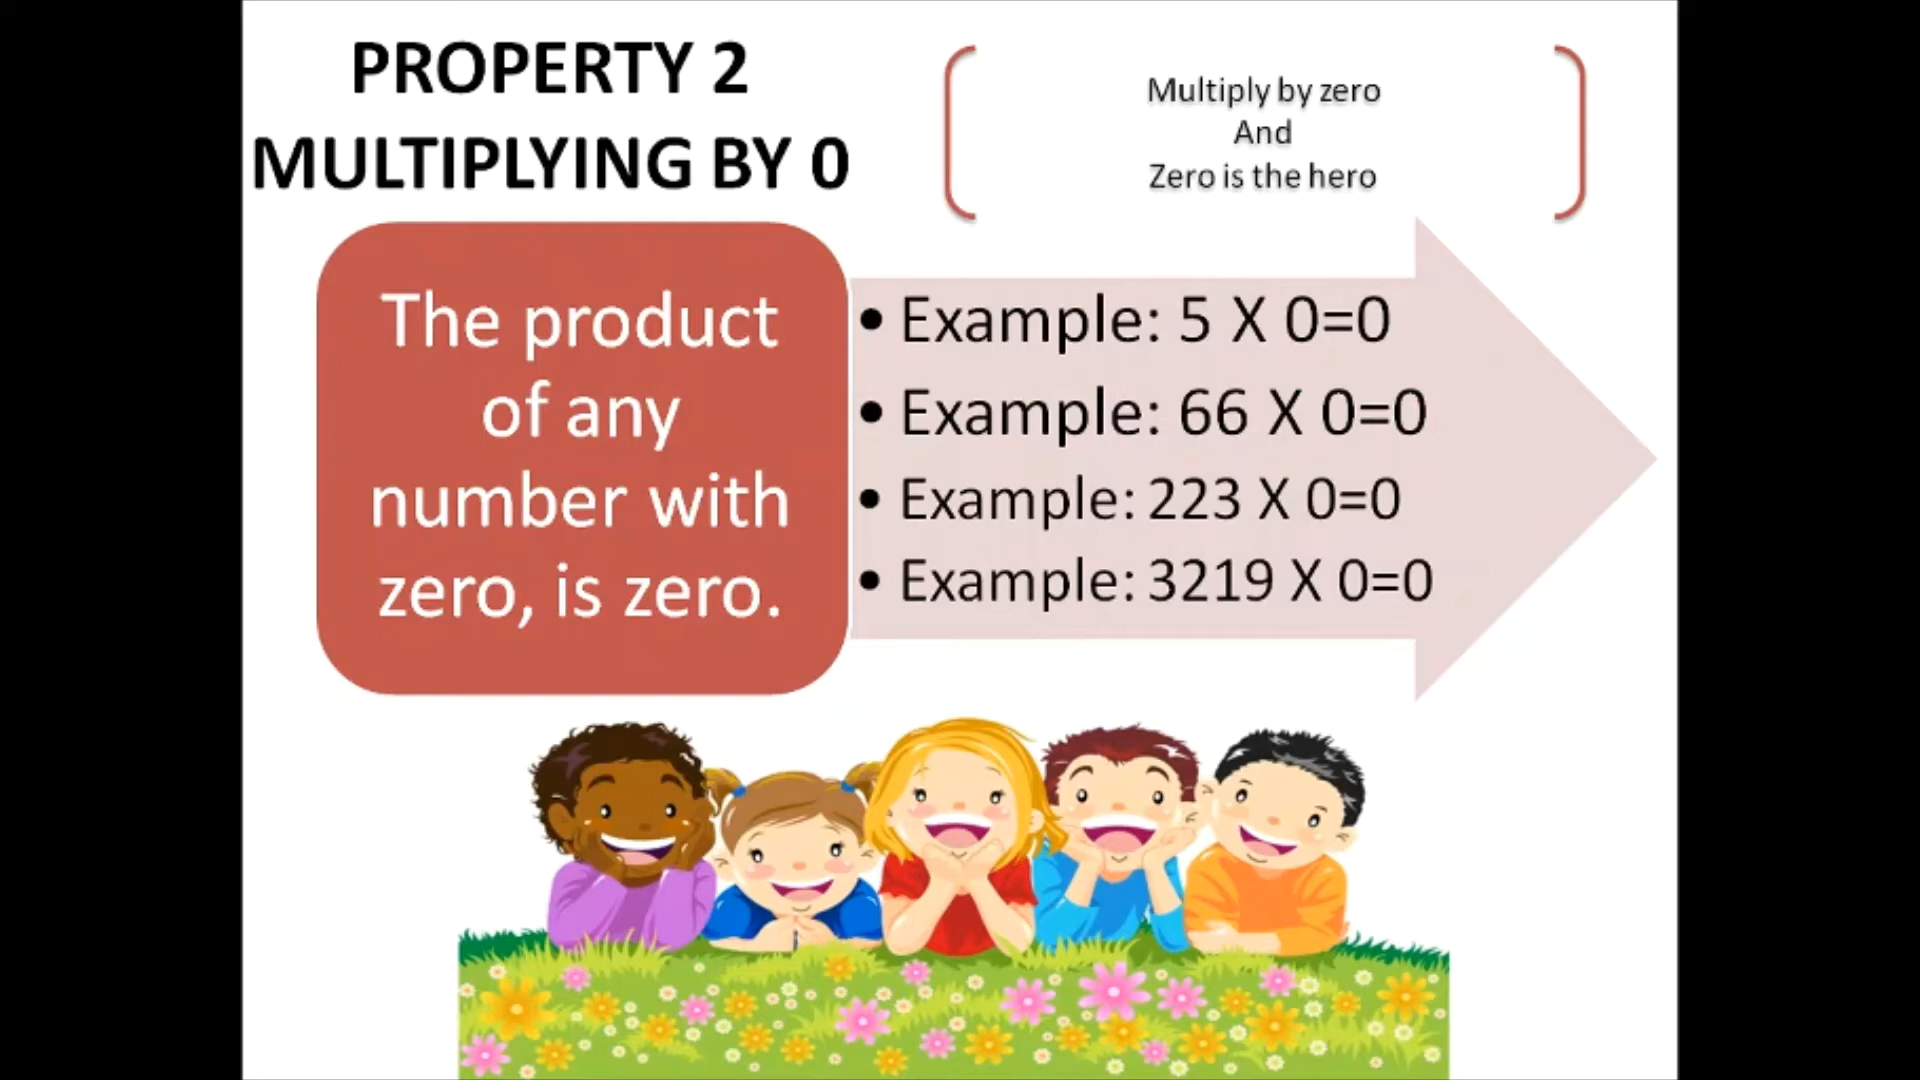 PROPERTY 2
MULTIPLYING BY 0
Multiply by zero
And
Zero is the hero
The product
of any
number with
zero, is zero.
• Example: 5 X 0=0
• Example: 66 X 0=0
• Example: 223 X 0=0
• Example: 3219 X 0=0